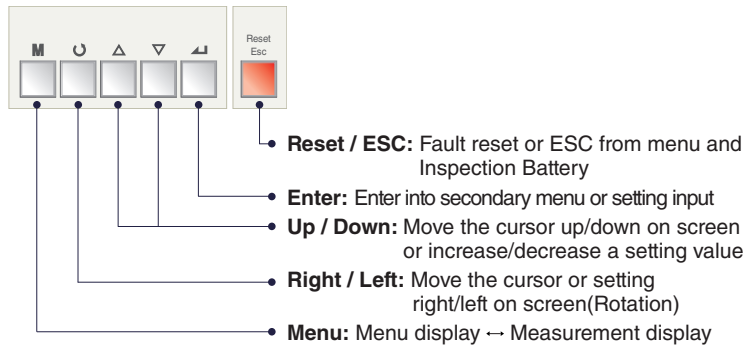 M
Reset
Esc
Reset / ESC: Fault reset or ESC from menu and
Inspection Battery
Enter: Enter into secondary menu or setting input
Up / Down: Move the cursor up/down on screen
or increase/decrease a setting value
Right / Left: Move the cursor or setting
right/left on screen(Rotation)
Menu: Menu display ↔ Measurement display